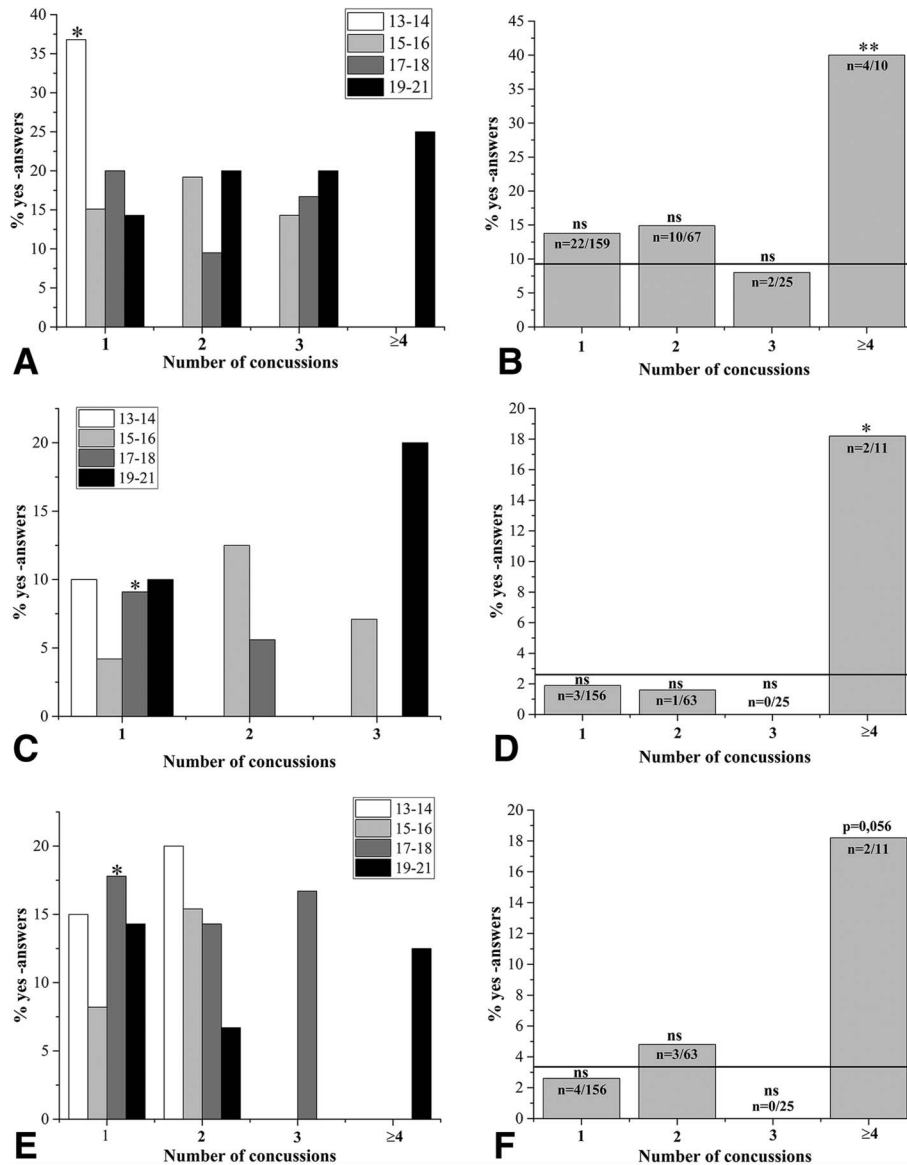 40
35
30
25
20
15
10
5
0
% yes -answers
*
13-14
15-16
17-18
19-21
1
2
3
≥4
Number of concussions
A
45
40
35
30
25
20
15
10
5
0
% yes -answers
ns
n=22/159
ns
n=10/67
ns
n=2/25
**
n=4/10
1
2
3
≥4
Number of concussions
B
20
15
10
5
0
% yes -answers
13-14
15-16
17-18
19-21
*
1
2
3
Number of concussions
C
20
18
16
14
12
10
8
6
4
2
0
% yes -answers
ns
n=3/156
ns
n=1/63
ns
n=0/25
*
n=2/11
1
2
3
≥4
Number of concussions
D
20
15
10
5
0
% yes -answers
*
13-14
15-16
17-18
19-21
1
2
3
≥4
Number of concussions
E
20
18
16
14
12
10
8
6
4
2
0
% yes -answers
ns
n=4/156
ns
n=3/63
ns
n=0/25
p=0,056
n=2/11
1
2
3
≥4
Number of concussions
F